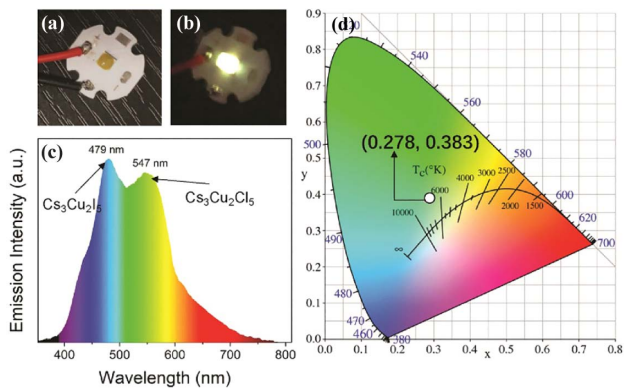 (a)
(b)
(c)
479 nm
547 nm
Cs3Cu2I5
Cs3Cu2Cl5
Emission Intensity (a.u.)
400 500 600 700 800
Wavelength (nm)
(d)
0.9
0.8
0.7
0.6
0.5
y
0.4
0.3
0.2
0.1
0.0
0.0 0.1 0.2 0.3 0.4 0.5 0.6 0.7 0.8
x
540
560
580
600
620
700
500
490
480
470
460
380
(0.278, 0.383)
Tc(°K)
10000
6000
4000
3000
2500
2000
1500
∞